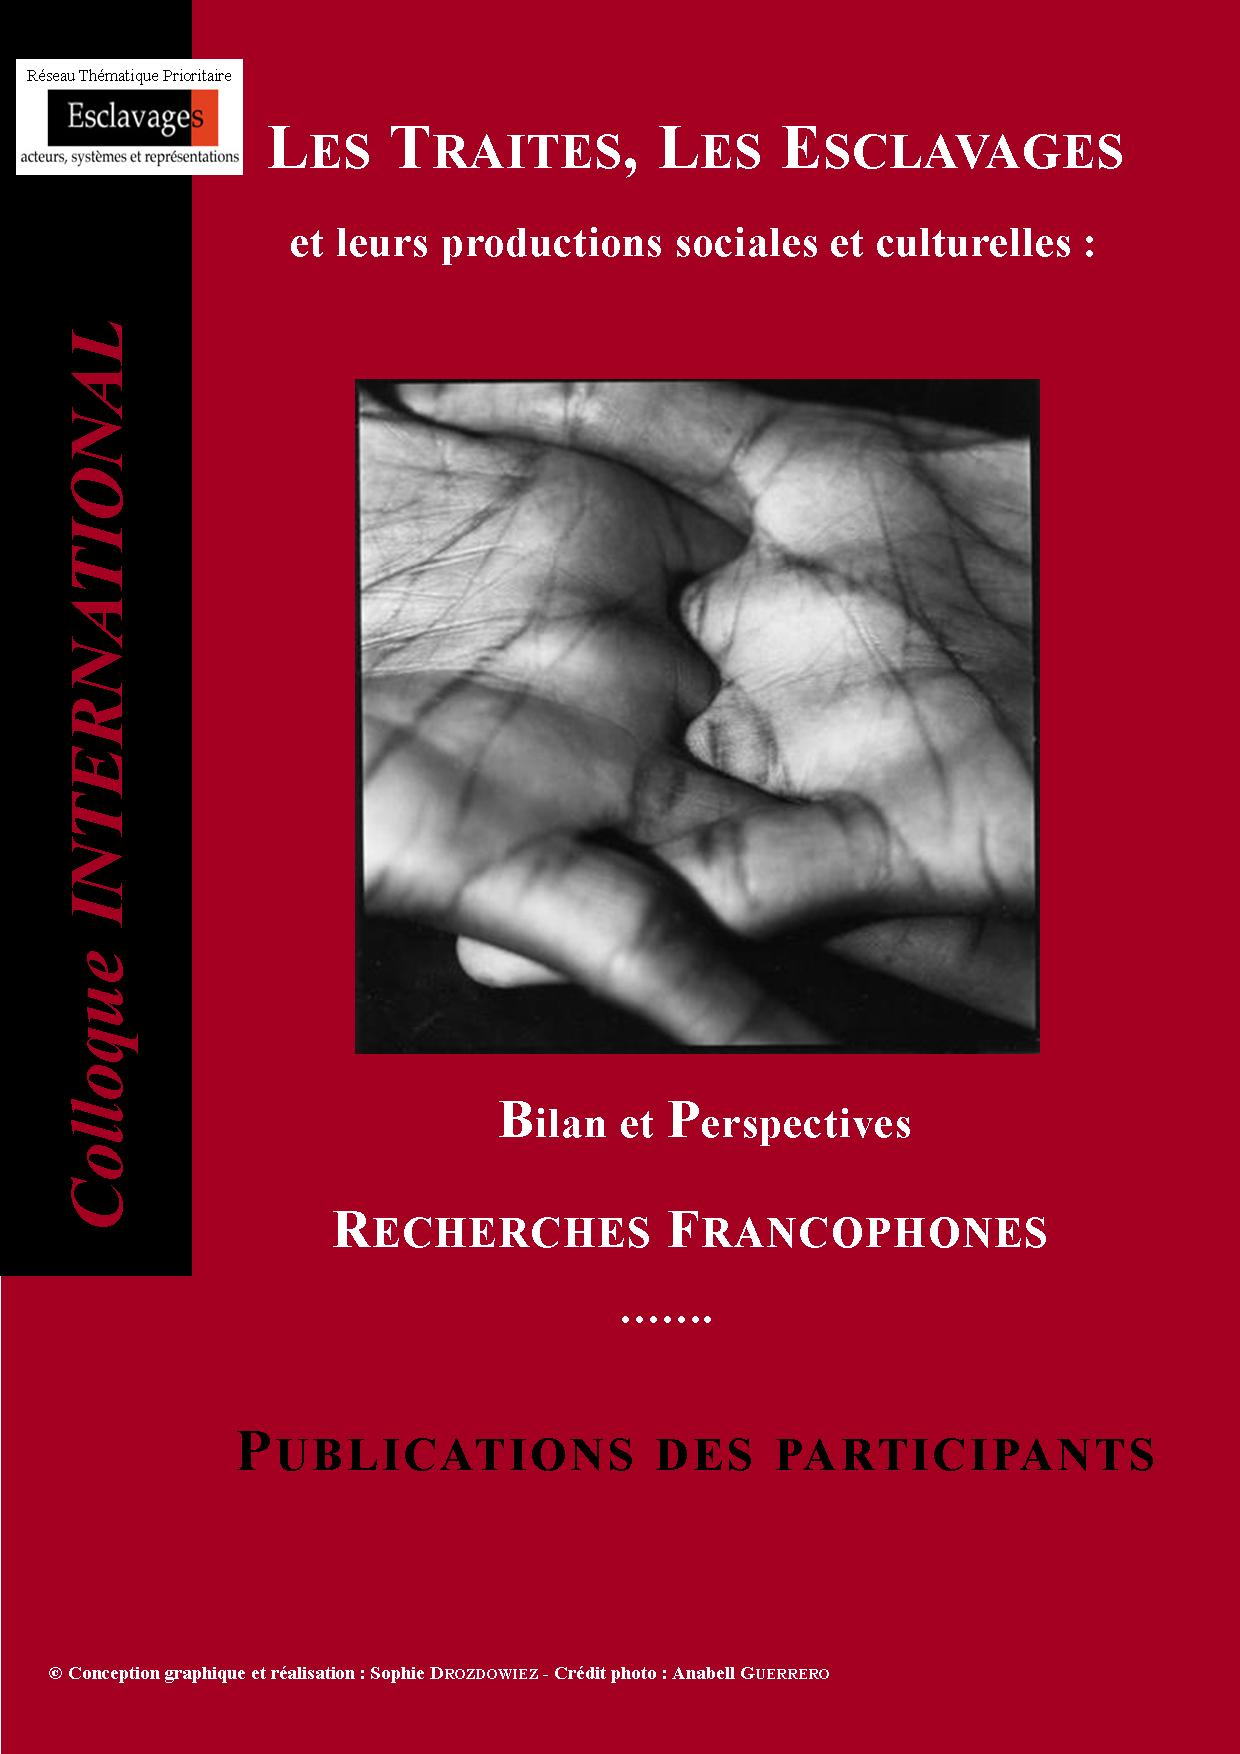 Réseau Thématique Prioritaire
Esclavages
acteurs, systèmes et représentations
LES TRAITES, LES ESCLAVAGES
et leurs productions sociales et culturelles :
Colloque INTERNATIONAL
Bilan et Perspectives
RECHERCHES FRANCOPHONES
.......
PUBLICATIONS DES PARTICIPANTS
© Conception graphique et réalisation : Sophie DROZDOWIEZ - Crédit photo : Anabell GUERRERO